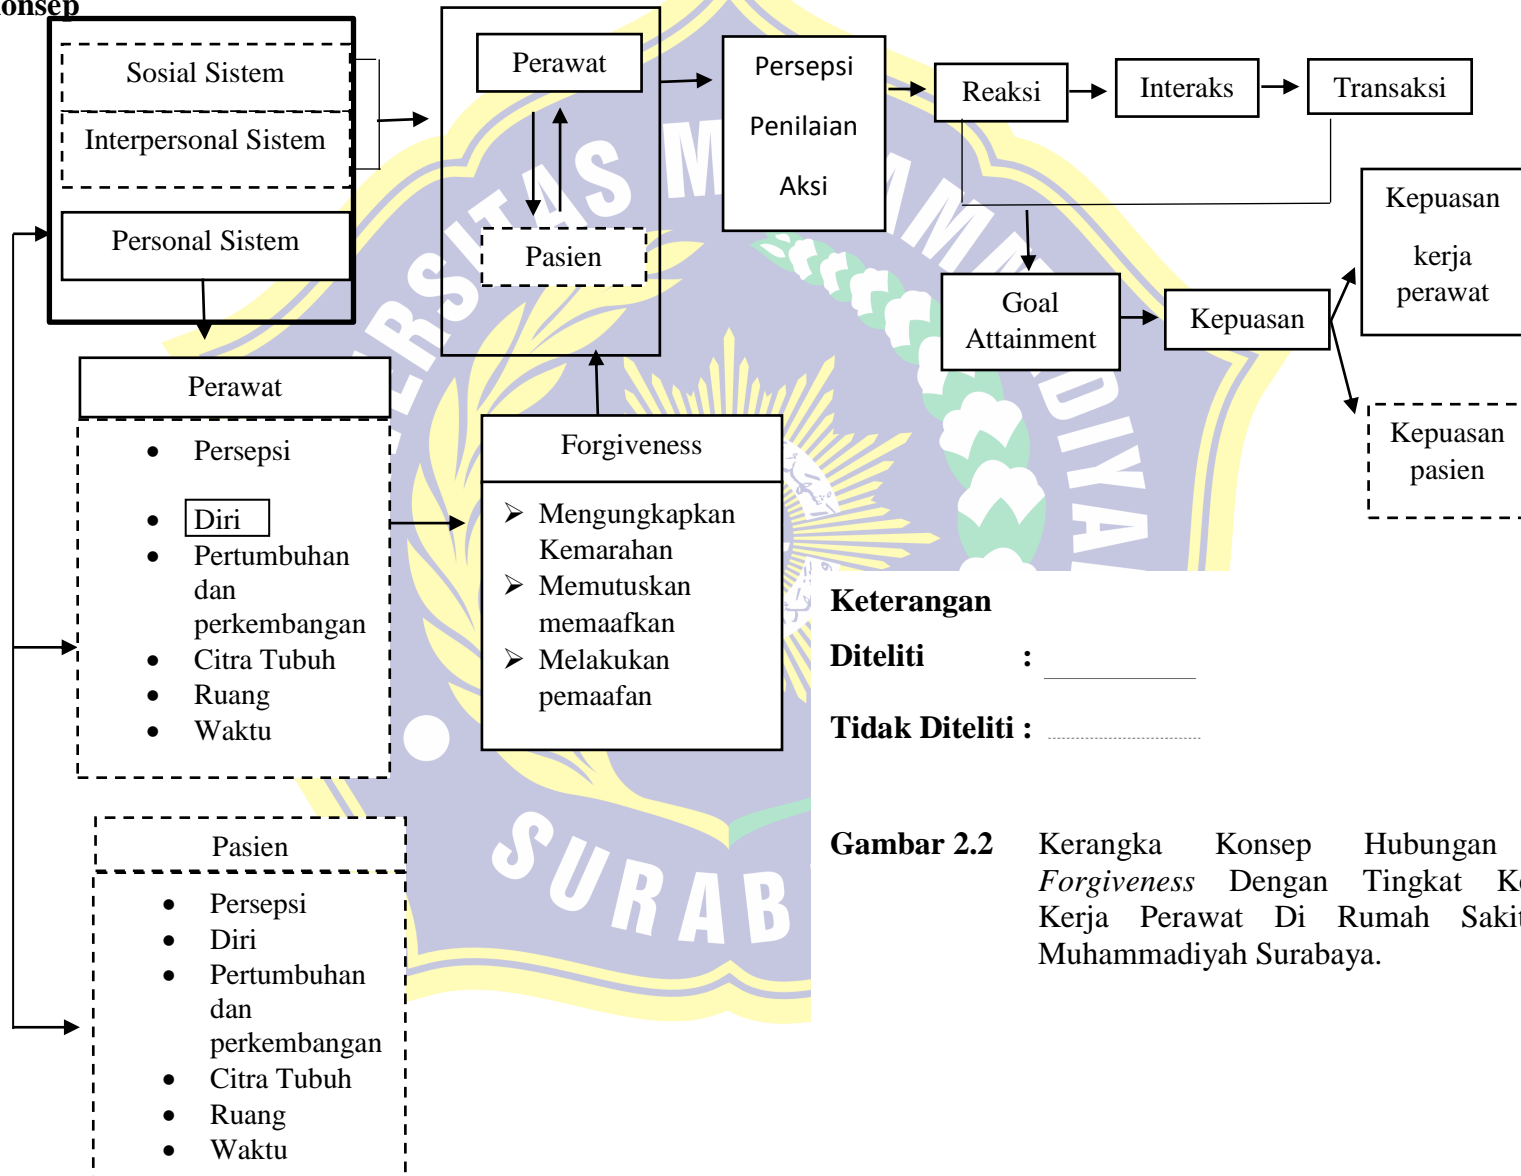 onsep
Sosial Sistem
Interpersonal Sistem
Personal Sistem
Perawat
Pasien
Persepsi
Penilaian
Aksi
Reaksi
Interaks
Transaksi
Goal
Attainment
Kepuasan
Kepuasan
kerja
perawat
Kepuasan
pasien
Perawat
• Persepsi
• Diri
• Pertumbuhan
dan
perkembangan
• Citra Tubuh
• Ruang
• Waktu
Forgiveness
➢ Mengungkapkan
Kemarahan
➢ Memutuskan
memaafkan
➢ Melakukan
pemaafan
Pasien
• Persepsi
• Diri
• Pertumbuhan
dan
perkembangan
• Citra Tubuh
• Ruang
• Waktu
Keterangan
Diteliti :
Tidak Diteliti :
Gambar 2.2 Kerangka Konsep Hubungan
Forgiveness Dengan Tingkat Ke
Kerja Perawat Di Rumah Sakit
Muhammadiyah Surabaya.
SURAB